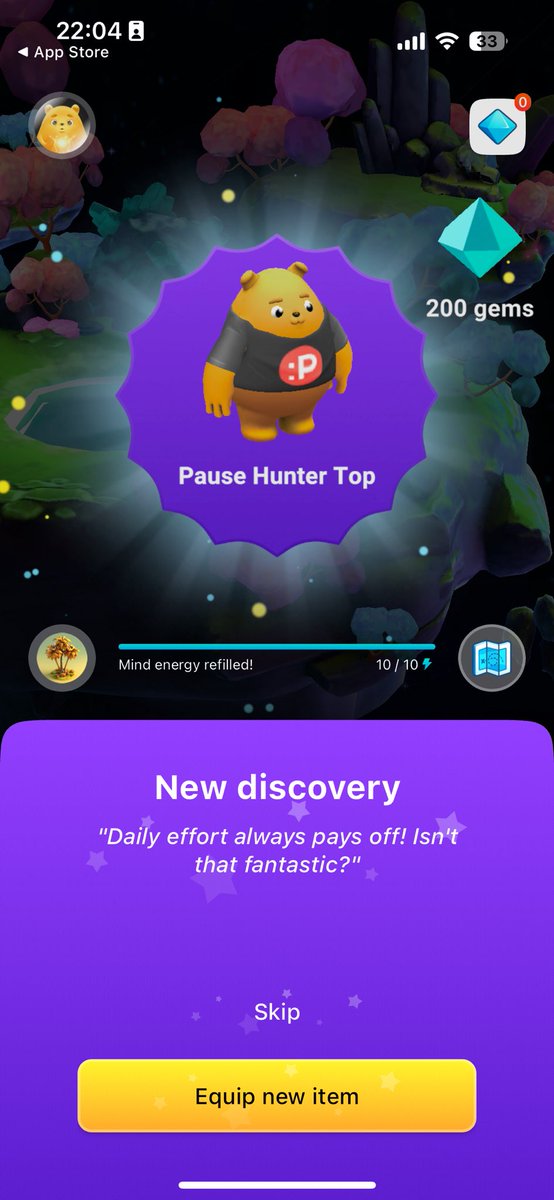 22:04
33
◀ App Store
0
200 gems
:P
Pause Hunter Top
Mind energy refilled!
10 / 10
New discovery
"Daily effort always pays off! Isn't
that fantastic?"
Skip
Equip new item